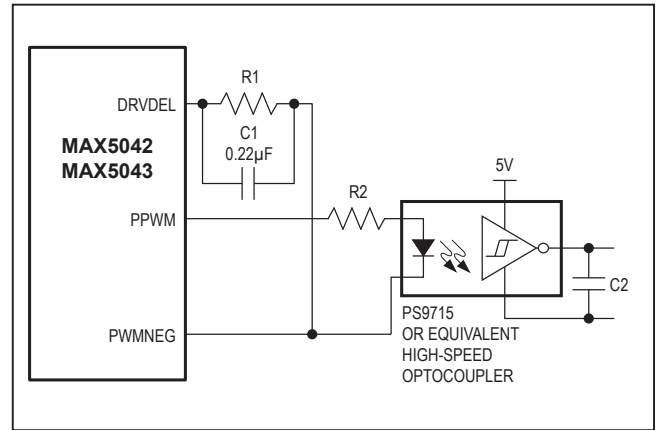 DRVDEL
R1
C1
0.22µF
MAX5042
MAX5043
PPWM
R2
5V
C2
PWMNEG
PS9715
OR EQUIVALENT
HIGH-SPEED
OPTOCOUPLER